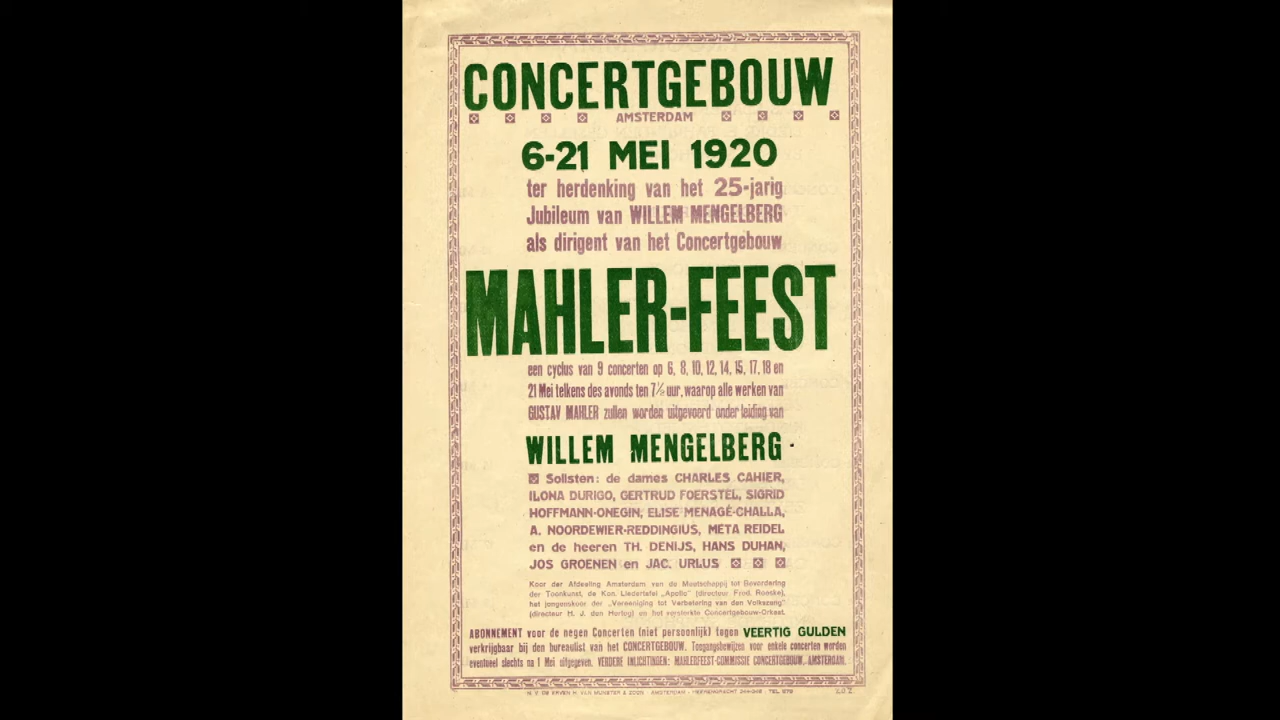 CONCERTGEBOUW
AMSTERDAM
6-21 MEI 1920
ter herdenking van het 25-jarig
Jubileum van WILLEM MENGELBERG
als dirigent van het Concertgebouw
MAHLER-FEEST
een cyclus van 9 concerten op 6, 8, 10, 12, 14, 15, 17, 18 en
21 Mei telkens des avonds ten 7½ uur, waarop alle werken van
GUSTAV MAHLER zullen worden uitgevoerd onder leiding van
WILLEM MENGELBERG
Solisten: de dames CHARLES CAHIER,
ILONA DURIGO, GERTRUD FOERSTEL, SIGRID
HOFFMANN-ONEGIN, ELISE MENAGÉ-CHALLA,
A. NOORDEWIER-REDDINGIUS, META REIDEL
en de heeren TH. DENIJS, HANS DUHAN,
JOS GROENEN en JAC. URLUS
Koor der Afdeeling Amsterdam van de Maatschappij tot Bevordering
der Toonkunst, de Kon. Liedertafel „Apollo" (directeur Fred. Roeske),
het jongenskoor der „Vereeniging tot Verbetering van den Volkszang"
(directeur H. J. den Hertog) en het versterkte Concertgebouw-Orkest.
ABONNEMENT voor de negen Concerten (niet persoonlijk) tegen VEERTIG GULDEN
verkrijgbaar bij den bureaulist van het CONCERTGEBOUW. Toegangsbewijzen voor enkele concerten worden
eventueel slechts na 1 Mei uitgegeven. VERDERE INLICHTINGEN: MAHLERFEEST-COMMISSIE CONCERTGEBOUW, AMSTERDAM.
N. V. DE ERVEN H. VAN MUNSTER & ZOON - AMSTERDAM - HEERENGRACHT